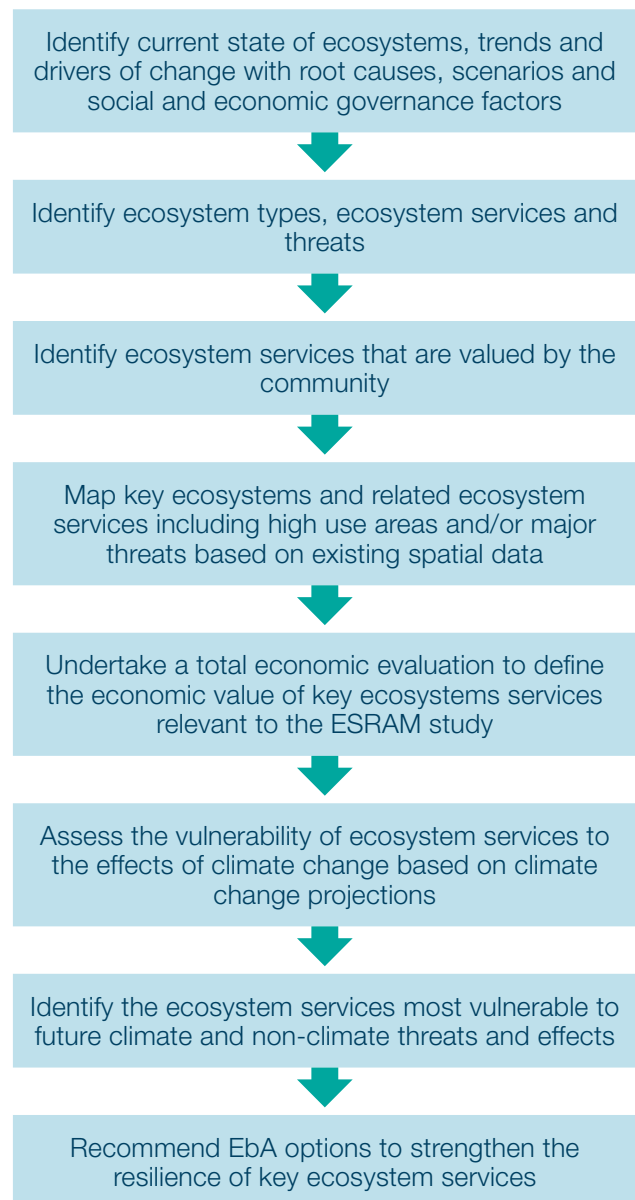 Identify current state of ecosystems, trends and
drivers of change with root causes, scenarios and
social and economic governance factors
Identify ecosystem types, ecosystem services and
threats
Identify ecosystem services that are valued by the
community
Map key ecosystems and related ecosystem
services including high use areas and/or major
threats based on existing spatial data
Undertake a total economic evaluation to define
the economic value of key ecosystems services
relevant to the ESRAM study
Assess the vulnerability of ecosystem services to
the effects of climate change based on climate
change projections
Identify the ecosystem services most vulnerable to
future climate and non-climate threats and effects
Recommend EbA options to strengthen the
resilience of key ecosystem services